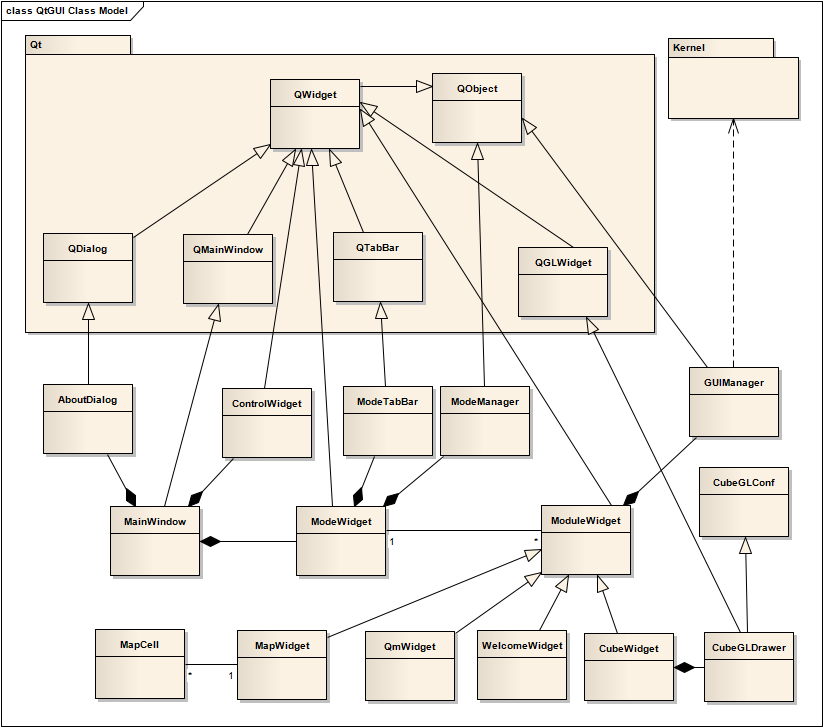 class QtGUI Class Model
Qt
Kernel
QWidget
QObject
QDialog
QMainWindow
QTabBar
QGLWidget
GUIManager
AboutDialog
ControlWidget
ModeTabBar
ModeManager
CubeGLConf
MainWindow
ModeWidget
ModuleWidget
1
*
MapCell
MapWidget
QmWidget
WelcomeWidget
CubeWidget
CubeGLDrawer
*
1